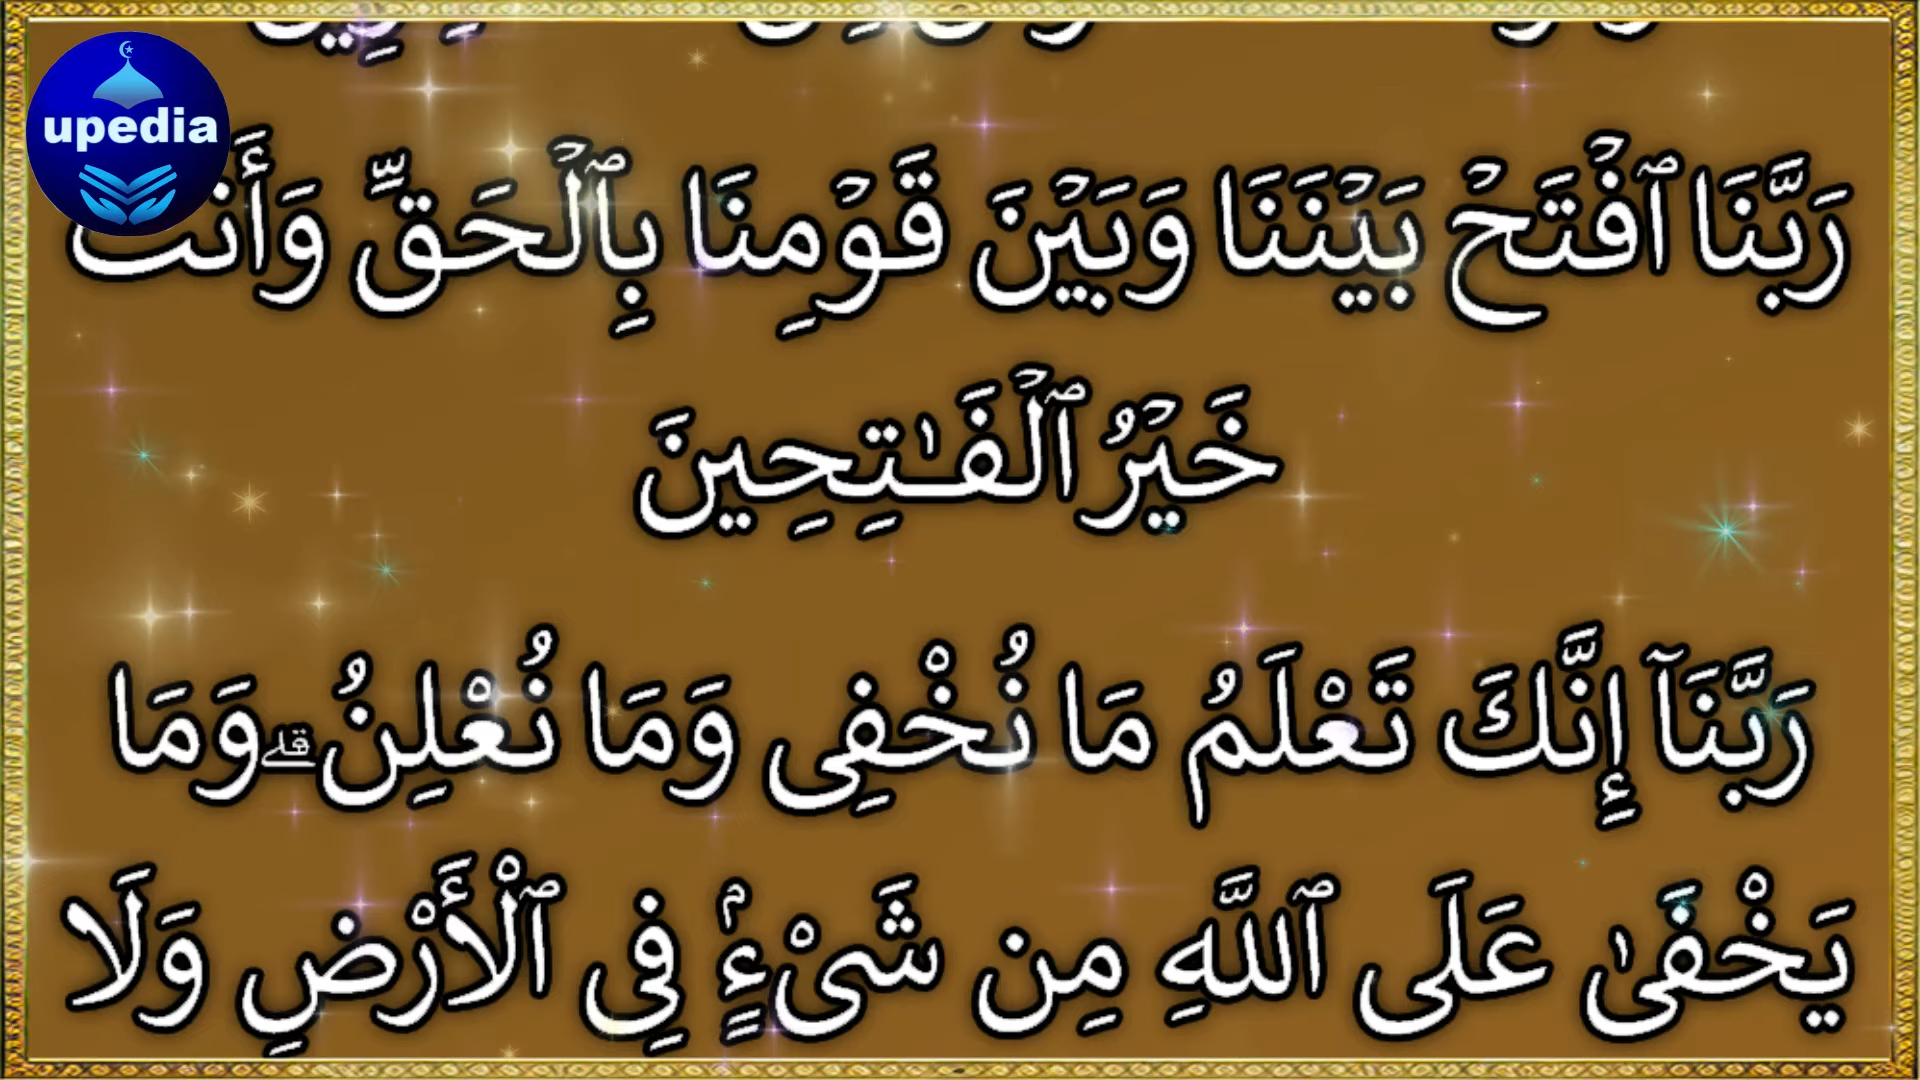 upedia
رَبَّنَا ٱفۡتَحۡ بَيۡنَنَا وَبَيۡنَ قَوۡمِنَا بِٱلۡحَقِّ وَأَنتَ
خَيۡرُ ٱلۡفَـٰتِحِينَ
رَبَّنَآ إِنَّكَ تَعْلَمُ مَا نُخْفِى وَمَا نُعْلِنُ ۗ وَمَا
يَخْفَىٰ عَلَى ٱللَّهِ مِن شَىْءٍۢ فِى ٱلْأَرْضِ وَلَا